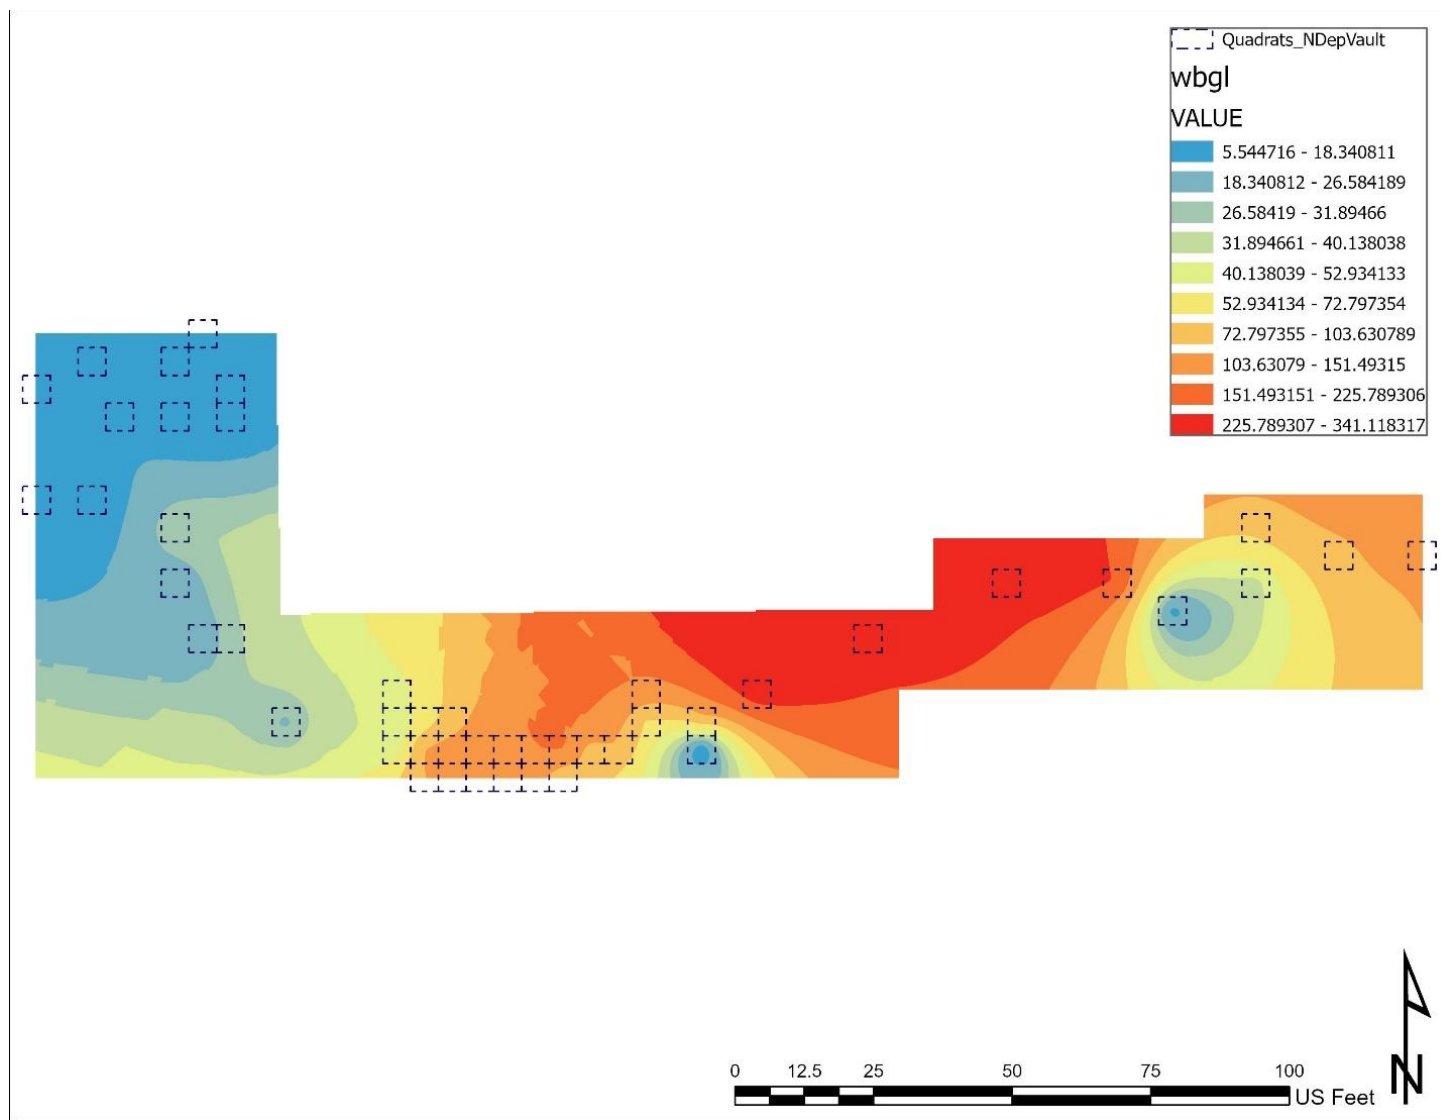 Quadrats_NDepVault
wbgl
VALUE
5.544716 - 18.340811
18.340812 - 26.584189
26.58419 - 31.89466
31.894661 - 40.138038
40.138039 - 52.934133
52.934134 - 72.797354
72.797355 - 103.630789
103.63079 - 151.49315
151.493151 - 225.789306
225.789307 - 341.118317
0 12.5 25 50 75 100
US Feet
N